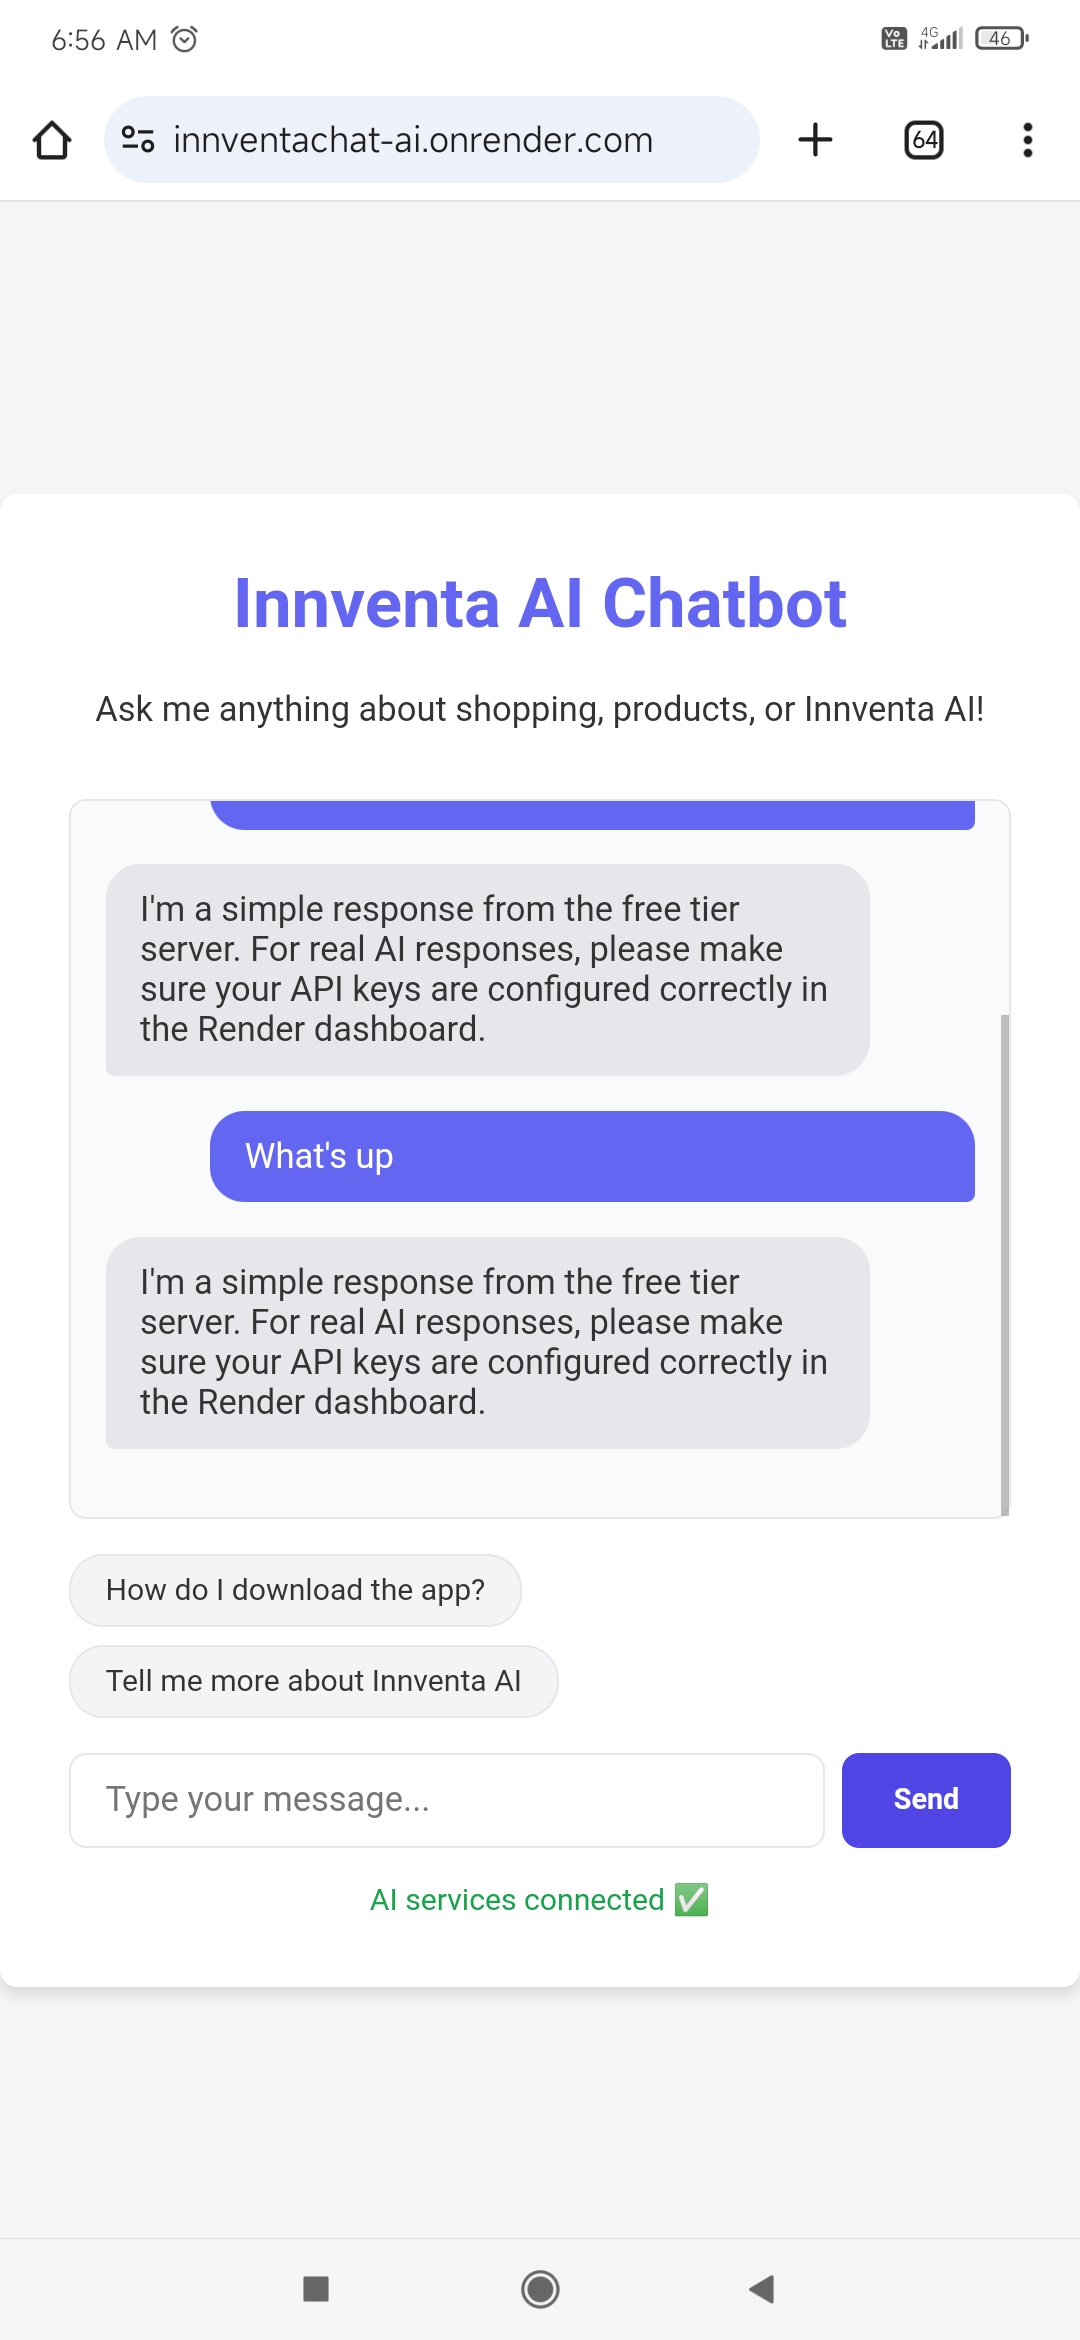 6:56 AM
Vo LTE 4G 46
innventachat-ai.onrender.com
64
Innventa AI Chatbot
Ask me anything about shopping, products, or Innventa AI!
I'm a simple response from the free tier
server. For real AI responses, please make
sure your API keys are configured correctly in
the Render dashboard.
What's up
I'm a simple response from the free tier
server. For real AI responses, please make
sure your API keys are configured correctly in
the Render dashboard.
How do I download the app?
Tell me more about Innventa AI
Type your message...
Send
AI services connected ✅